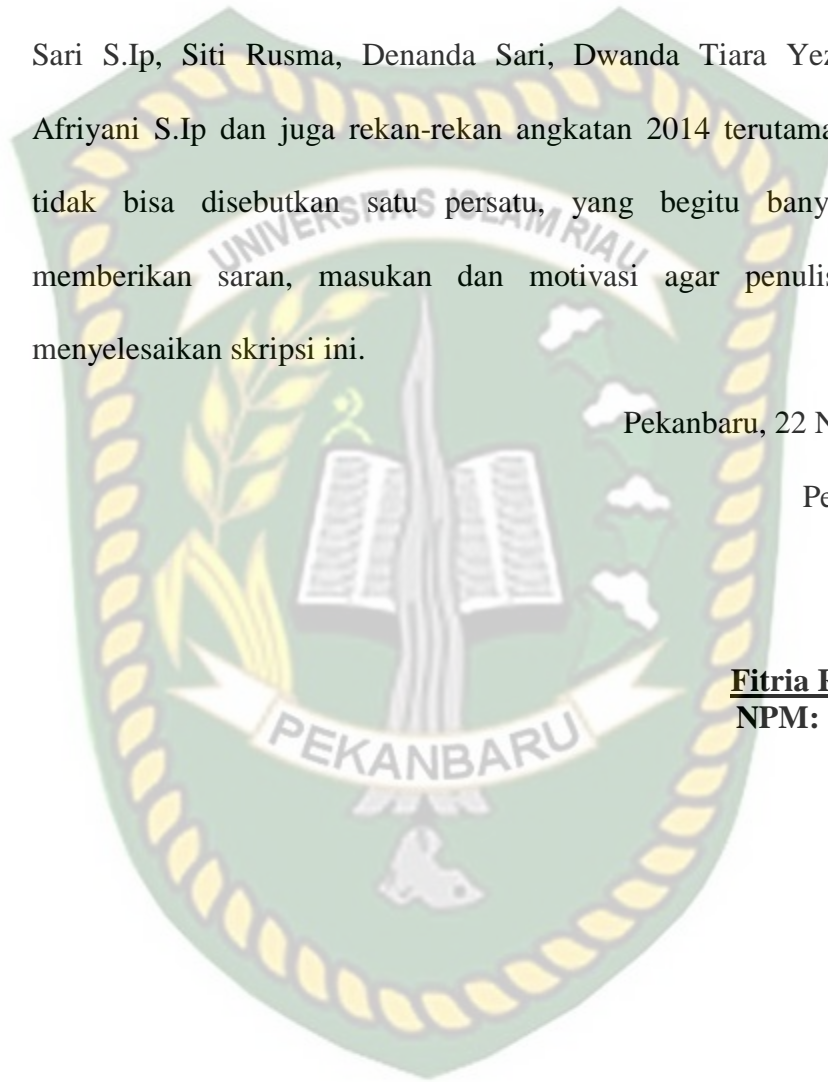 Sari S.Ip, Siti Rusma, Denanda Sari, Dwanda Tiara Yez
Afriyani S.Ip dan juga rekan-rekan angkatan 2014 terutama
tidak bisa disebutkan satu persatu, yang begitu bany
memberikan saran, masukan dan motivasi agar penulis
menyelesaikan skripsi ini.
UNIVERSITAS ISLAM RIAU
Pekanbaru, 22 N
Pe
Fitria
NPM:
PEKANBARU